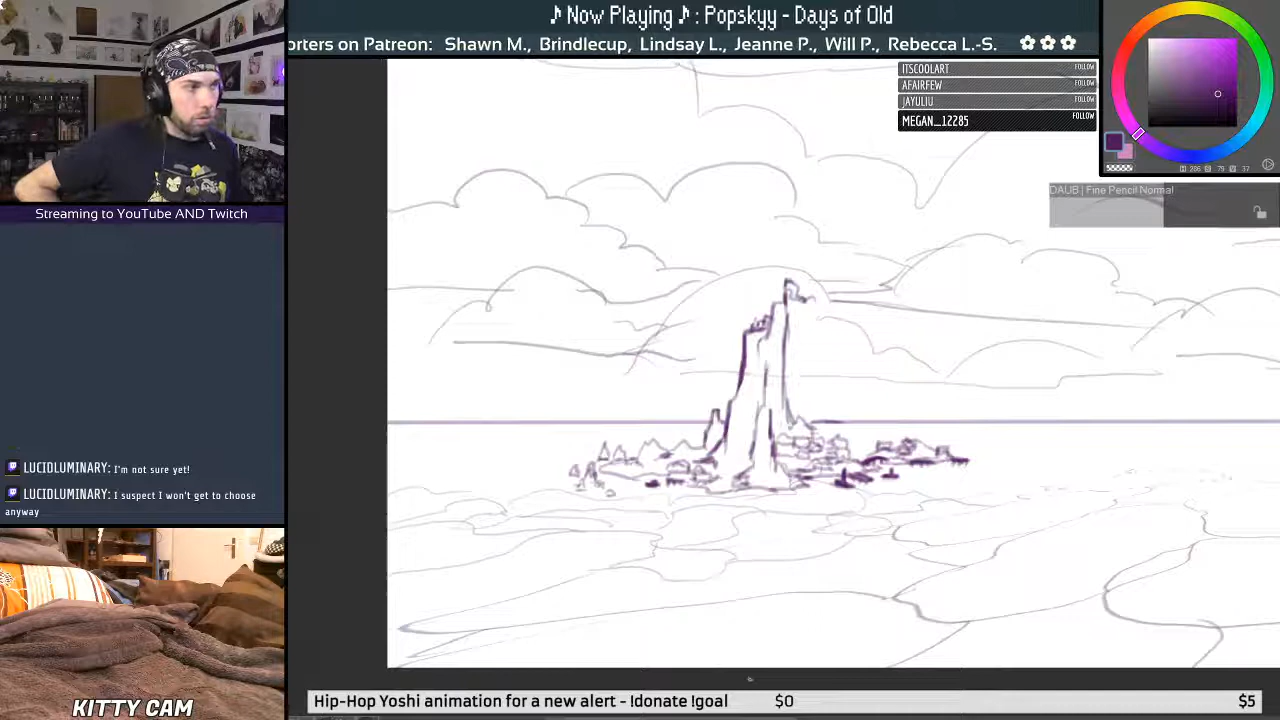 ♪ Now Playing ♪ : Popskyy - Days of Old
orters on Patreon: Shawn M., Brindlecup, Lindsay L., Jeanne P., Will P., Rebecca L.-S. ✿ ✿ ✿
ITSCOOLART FOLLOW
AFAIRFEW FOLLOW
JAYULIU FOLLOW
MEGAN_12285 FOLLOW
DAUB | Fine Pencil Normal
Streaming to YouTube AND Twitch
LUCIDLUMINARY: I'm not sure yet!
LUCIDLUMINARY: I suspect I won't get to choose
anyway
KITTY CAM
Hip-Hop Yoshi animation for a new alert - !donate !goal $0 $5